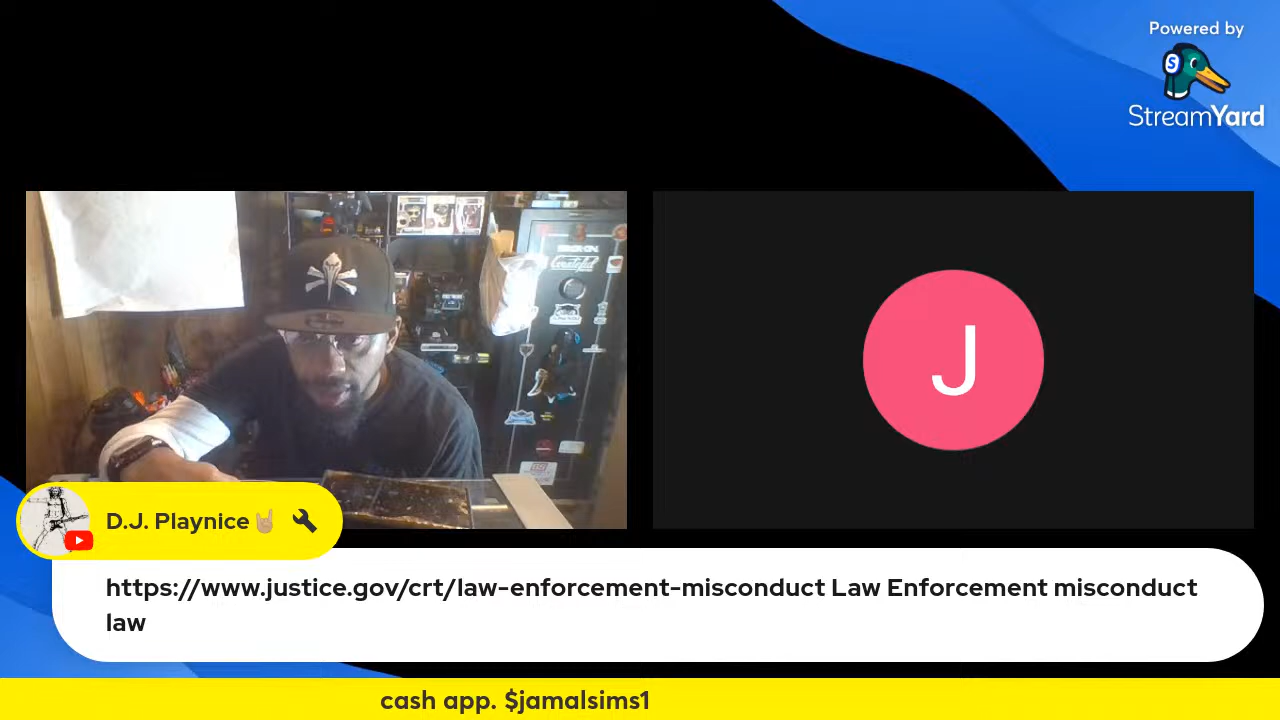 Powered by
StreamYard
Grateful
J
D.J. Playnice🤘🏼
https://www.justice.gov/crt/law-enforcement-misconduct Law Enforcement misconduct
law
cash app. $jamalsims1